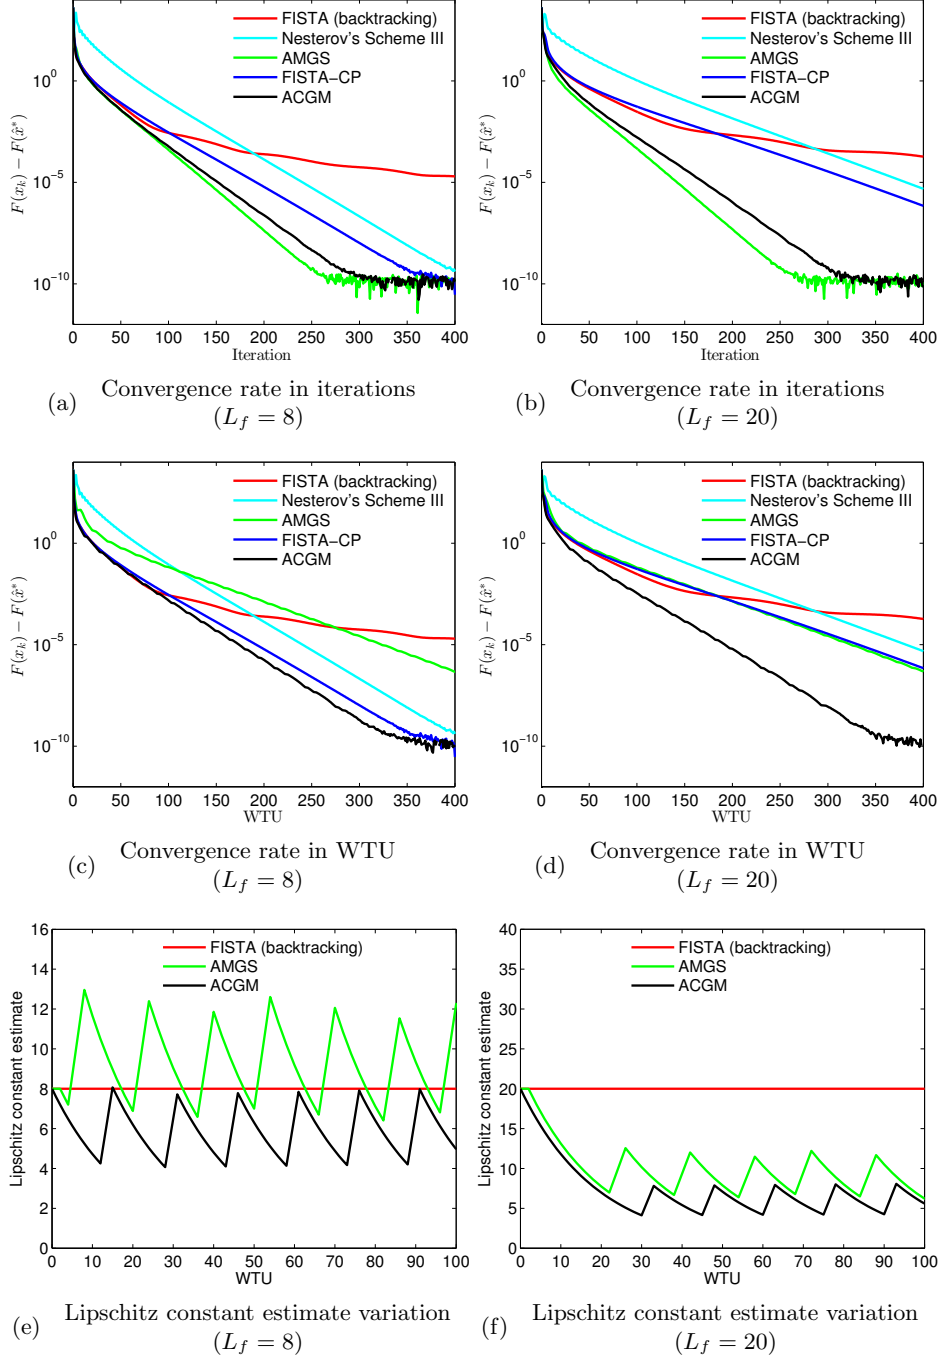 FISTA (backtracking)
Nesterov's Scheme III
AMGS
FISTA−CP
ACGM
10^0
10^−5
10^−10
F(x_k) − F(x̂*)
0 50 100 150 200 250 300 350 400
Iteration
(a) Convergence rate in iterations
(L_f = 8)
FISTA (backtracking)
Nesterov's Scheme III
AMGS
FISTA−CP
ACGM
10^0
10^−5
10^−10
F(x_k) − F(x̂*)
0 50 100 150 200 250 300 350 400
Iteration
(b) Convergence rate in iterations
(L_f = 20)
FISTA (backtracking)
Nesterov's Scheme III
AMGS
FISTA−CP
ACGM
10^0
10^−5
10^−10
F(x_k) − F(x̂*)
0 50 100 150 200 250 300 350 400
WTU
(c) Convergence rate in WTU
(L_f = 8)
FISTA (backtracking)
Nesterov's Scheme III
AMGS
FISTA−CP
ACGM
10^0
10^−5
10^−10
F(x_k) − F(x̂*)
0 50 100 150 200 250 300 350 400
WTU
(d) Convergence rate in WTU
(L_f = 20)
FISTA (backtracking)
AMGS
ACGM
16
14
12
10
8
6
4
2
0
Lipschitz constant estimate
0 10 20 30 40 50 60 70 80 90 100
WTU
(e) Lipschitz constant estimate variation
(L_f = 8)
FISTA (backtracking)
AMGS
ACGM
40
35
30
25
20
15
10
5
0
Lipschitz constant estimate
0 10 20 30 40 50 60 70 80 90 100
WTU
(f) Lipschitz constant estimate variation
(L_f = 20)